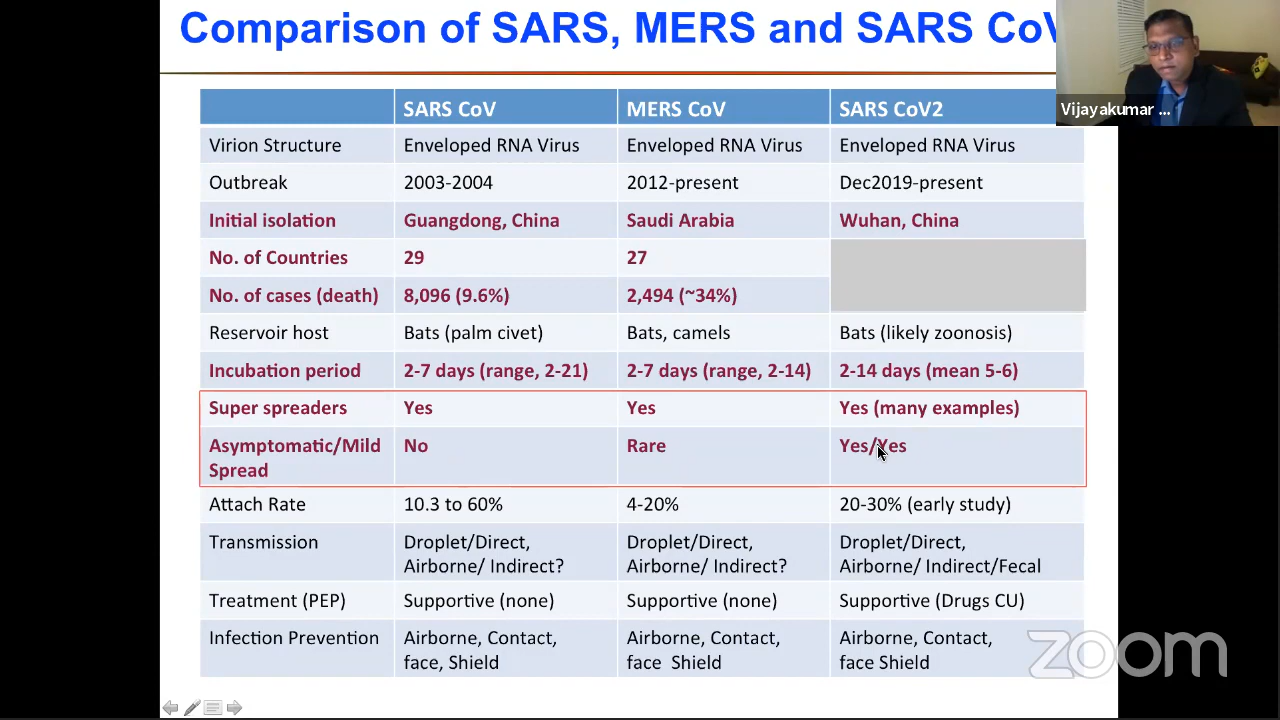 Comparison of SARS, MERS and SARS CoV
Vijayakumar ...
SARS CoV MERS CoV SARS CoV2
Virion Structure Enveloped RNA Virus Enveloped RNA Virus Enveloped RNA Virus
Outbreak 2003-2004 2012-present Dec2019-present
Initial isolation Guangdong, China Saudi Arabia Wuhan, China
No. of Countries 29 27
No. of cases (death) 8,096 (9.6%) 2,494 (~34%)
Reservoir host Bats (palm civet) Bats, camels Bats (likely zoonosis)
Incubation period 2-7 days (range, 2-21) 2-7 days (range, 2-14) 2-14 days (mean 5-6)
Super spreaders Yes Yes Yes (many examples)
Asymptomatic/Mild No Rare Yes/Yes
Spread
Attach Rate 10.3 to 60% 4-20% 20-30% (early study)
Transmission Droplet/Direct, Droplet/Direct, Droplet/Direct,
Airborne/ Indirect? Airborne/ Indirect? Airborne/ Indirect/Fecal
Treatment (PEP) Supportive (none) Supportive (none) Supportive (Drugs CU)
Infection Prevention Airborne, Contact, Airborne, Contact, Airborne, Contact,
face, Shield face Shield face Shield
zoom